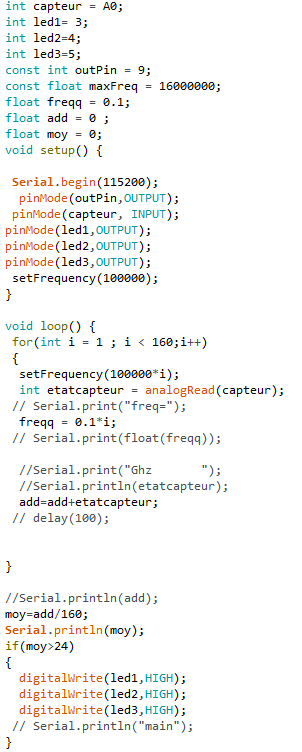 int capteur = A0;
int led1= 3;
int led2=4;
int led3=5;
const int outPin = 9;
const float maxFreq = 16000000;
float freqq = 0.1;
float add = 0 ;
float moy = 0;
void setup() {
Serial.begin(115200);
pinMode(outPin,OUTPUT);
pinMode(capteur, INPUT);
pinMode(led1,OUTPUT);
pinMode(led2,OUTPUT);
pinMode(led3,OUTPUT);
setFrequency(100000);
}
void loop() {
for(int i = 1 ; i < 160;i++)
{
setFrequency(100000*i);
int etatcapteur = analogRead(capteur);
// Serial.print("freq=");
freqq = 0.1*i;
// Serial.print(float(freqq));
//Serial.print("Ghz      ");
//Serial.println(etatcapteur);
add=add+etatcapteur;
// delay(100);
}
//Serial.println(add);
moy=add/160;
Serial.println(moy);
if(moy>24)
{
digitalWrite(led1,HIGH);
digitalWrite(led2,HIGH);
digitalWrite(led3,HIGH);
// Serial.println("main");
}